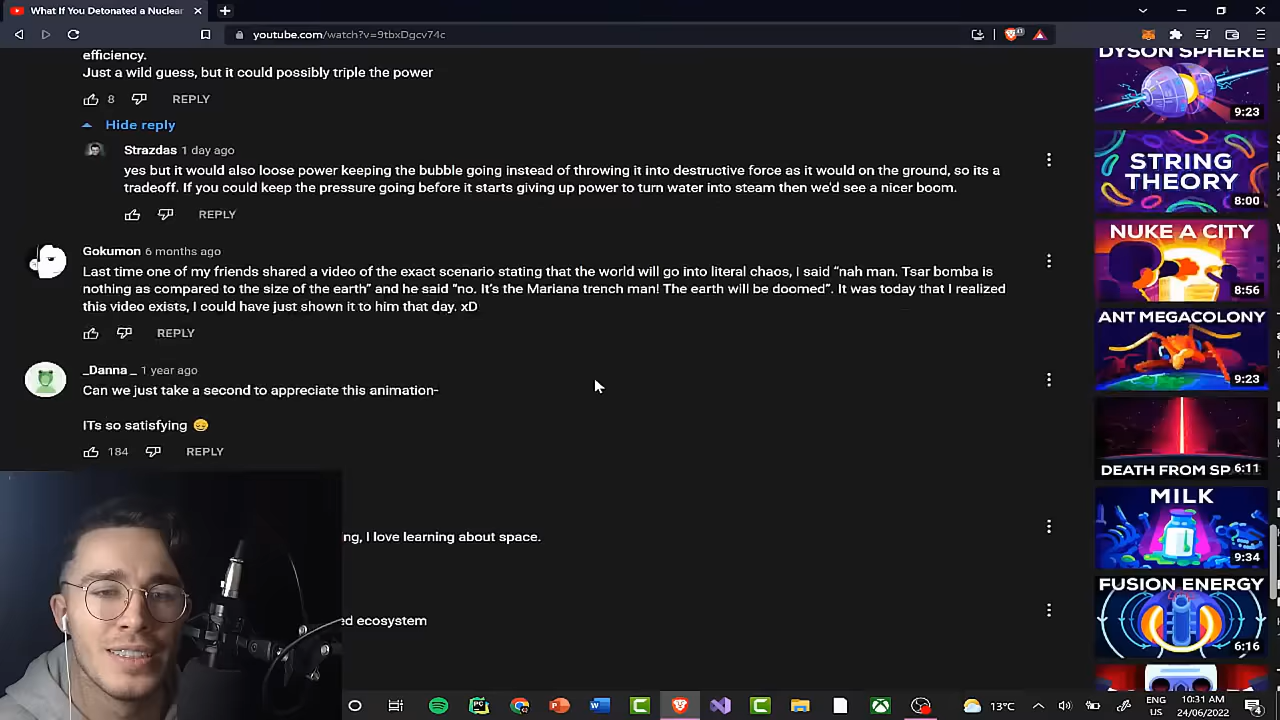 What If You Detonated a Nuclear
youtube.com/watch?v=9tbxDgcv74c
efficiency.
Just a wild guess, but it could possibly triple the power
8 REPLY
Hide reply
Strazdas 1 day ago
yes but it would also loose power keeping the bubble going instead of throwing it into destructive force as it would on the ground, so its a
tradeoff. If you could keep the pressure going before it starts giving up power to turn water into steam then we'd see a nicer boom.
REPLY
Gokumon 6 months ago
Last time one of my friends shared a video of the exact scenario stating that the world will go into literal chaos, I said “nah man. Tsar bomba is
nothing as compared to the size of the earth” and he said “no. It’s the Mariana trench man! The earth will be doomed”. It was today that I realized
this video exists, I could have just shown it to him that day. xD
REPLY
_Danna _ 1 year ago
Can we just take a second to appreciate this animation-
ITs so satisfying 😌
184 REPLY
ng, I love learning about space.
ed ecosystem
DYSON SPHERE
9:23
STRING
THEORY
8:00
NUKE A CITY
8:56
ANT MEGACOLONY
9:23
DEATH FROM SP
6:11
MILK
9:34
FUSION ENERGY
6:16
13°C
ENG
US
10:31 AM
24/06/2022